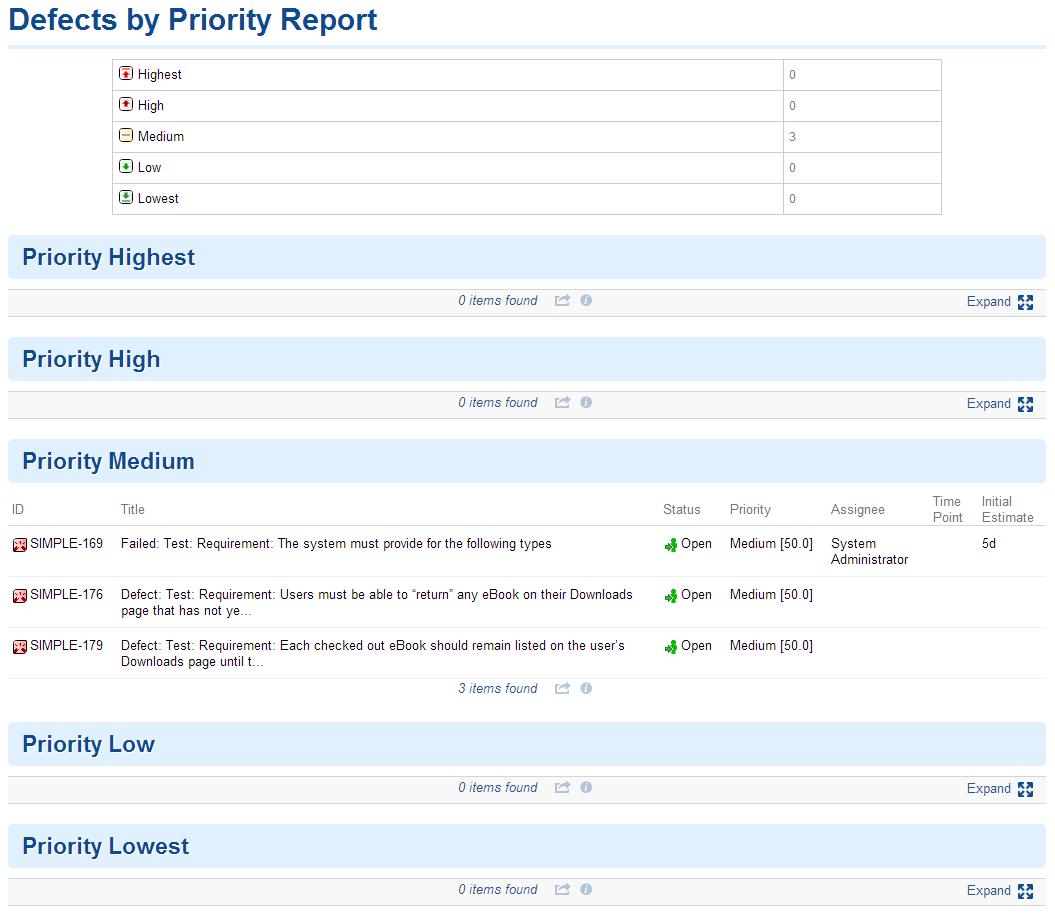 Defects by Priority Report
Highest 0
High 0
Medium 3
Low 0
Lowest 0
Priority Highest
0 items found Expand
Priority High
0 items found Expand
Priority Medium
ID Title Status Priority Assignee Time Point Initial Estimate
SIMPLE-169 Failed: Test: Requirement: The system must provide for the following types Open Medium [50.0] System Administrator 5d
SIMPLE-176 Defect: Test: Requirement: Users must be able to “return” any eBook on their Downloads
page that has not ye... Open Medium [50.0]
SIMPLE-179 Defect: Test: Requirement: Each checked out eBook should remain listed on the user’s
Downloads page until t... Open Medium [50.0]
3 items found
Priority Low
0 items found Expand
Priority Lowest
0 items found Expand